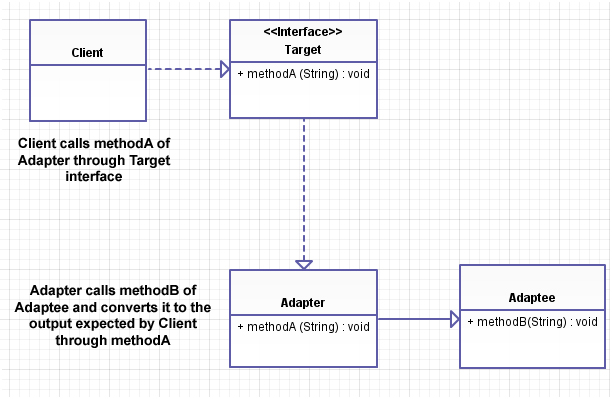 Client
<<Interface>>
Target
+ methodA (String) : void
Client calls methodA of
Adapter through Target
interface
Adapter calls methodB of
Adaptee and converts it to the
output expected by Client
through methodA
Adapter
+ methodA (String) : void
Adaptee
+ methodB(String) : void